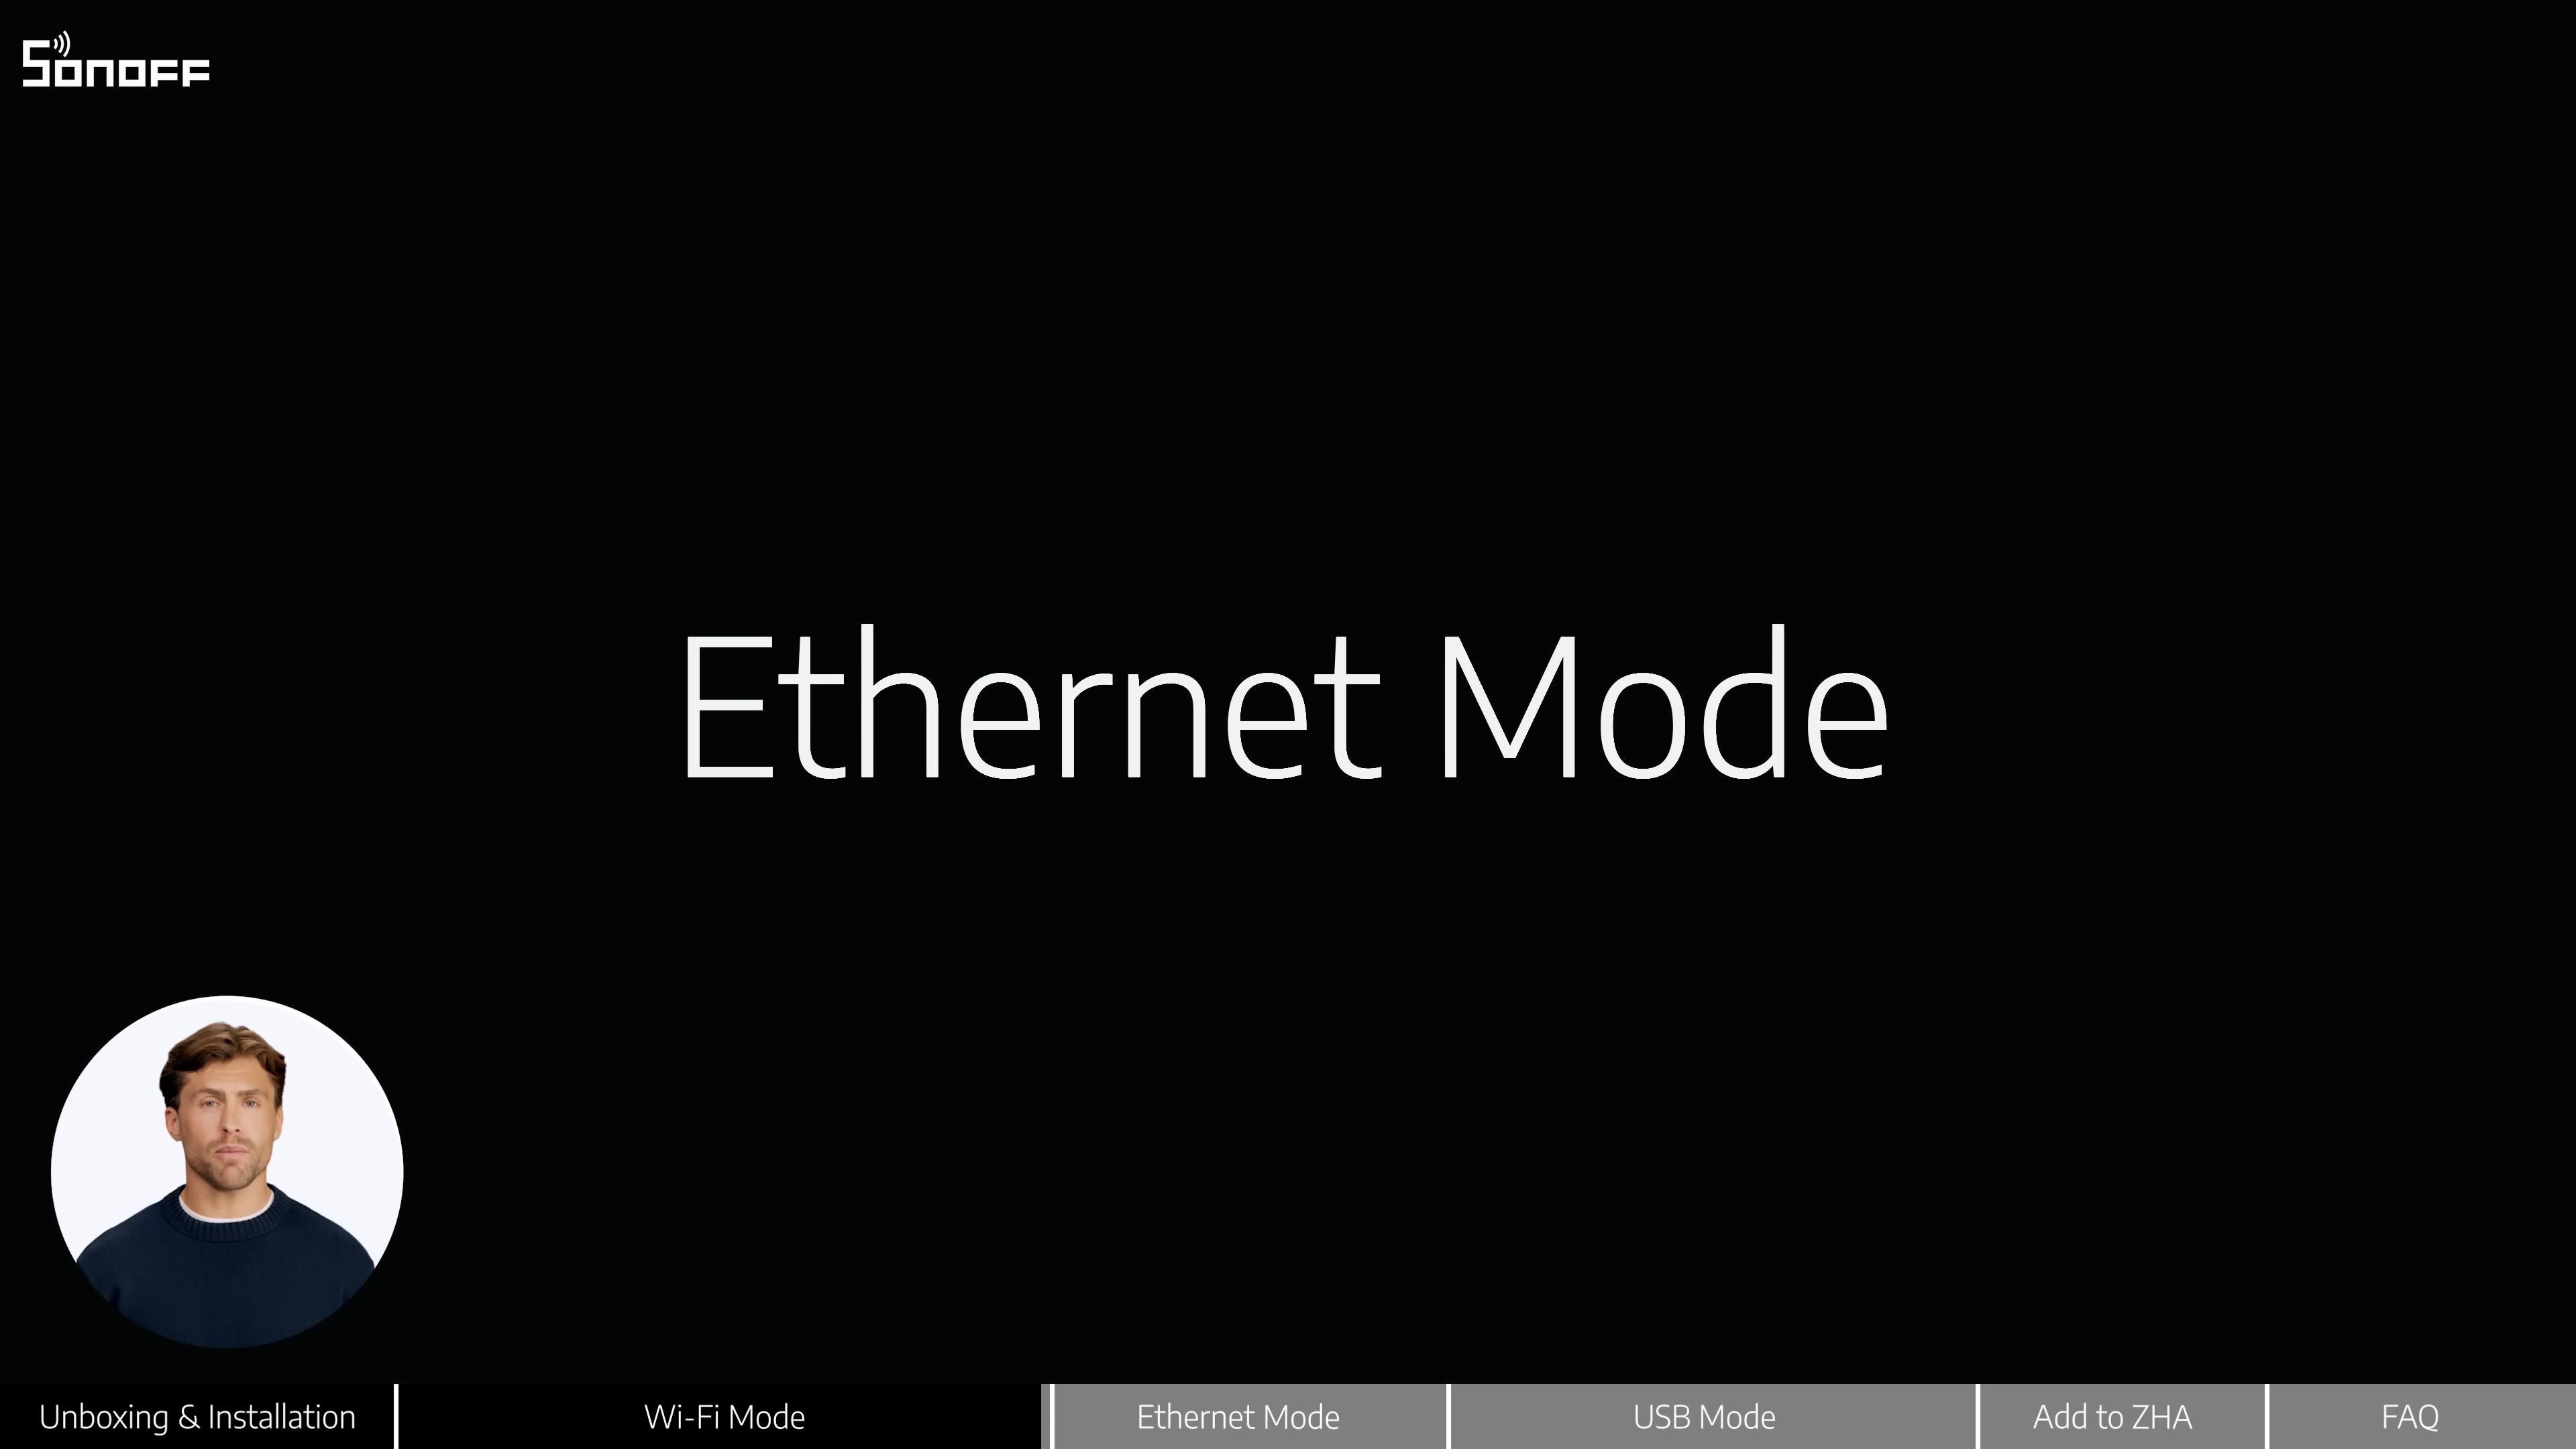 SONOFF
Ethernet Mode
Unboxing & Installation
Wi-Fi Mode
Ethernet Mode
USB Mode
Add to ZHA
FAQ